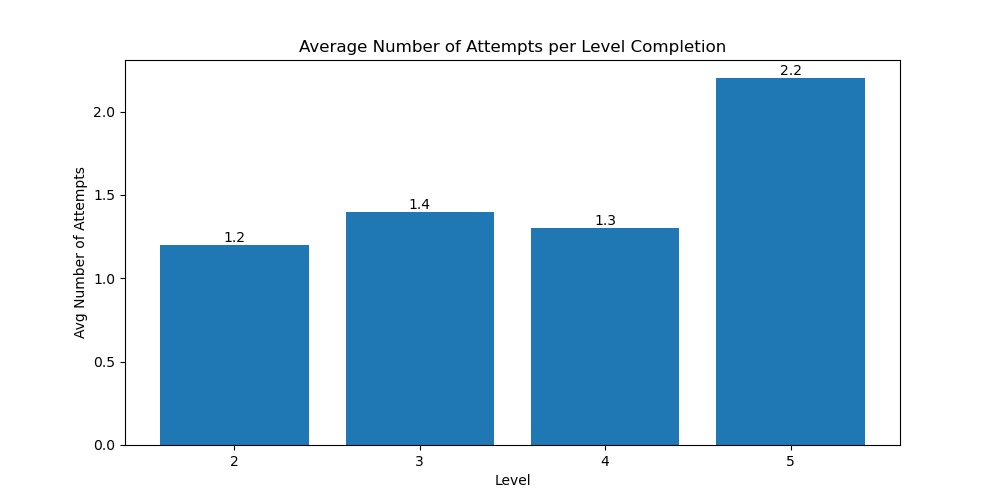 Average Number of Attempts per Level Completion
2.2
2.0
Avg Number of Attempts
1.5
1.4
1.3
1.2
1.0
0.5
0.0
2 3 4 5
Level